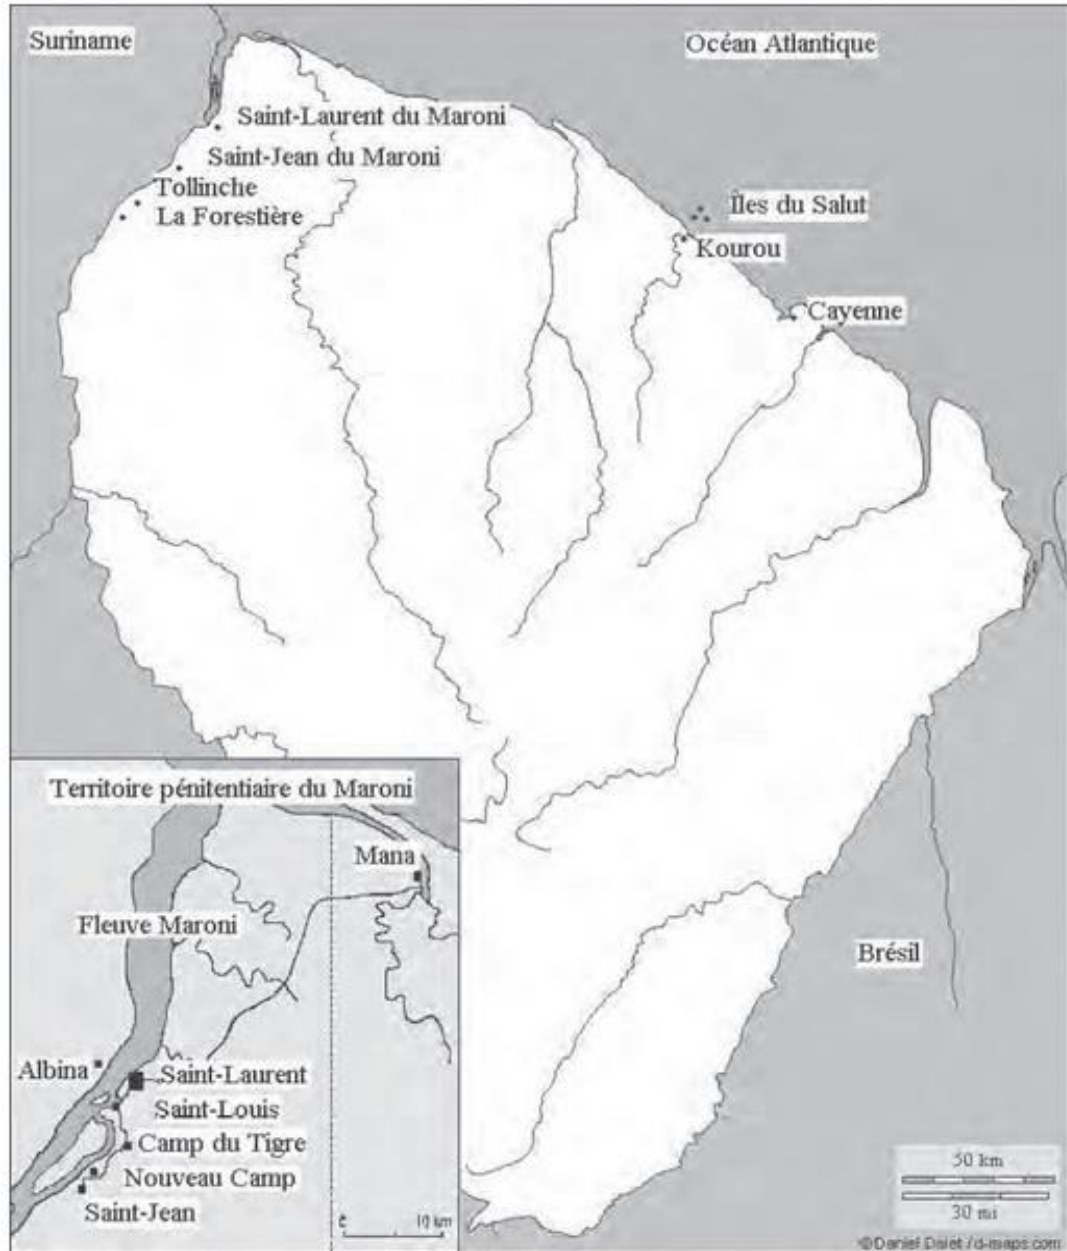 Suriname
Océan Atlantique
Saint-Laurent du Maroni
Saint-Jean du Maroni
Tollinche
La Forestière
Îles du Salut
Kourou
Cayenne
Territoire pénitentiaire du Maroni
Mana
Fleuve Maroni
Brésil
Albina
Saint-Laurent
Saint-Louis
Camp du Tigre
Nouveau Camp
Saint-Jean
10 km
50 km
30 mi
©Daniel Dalet / d-maps.com